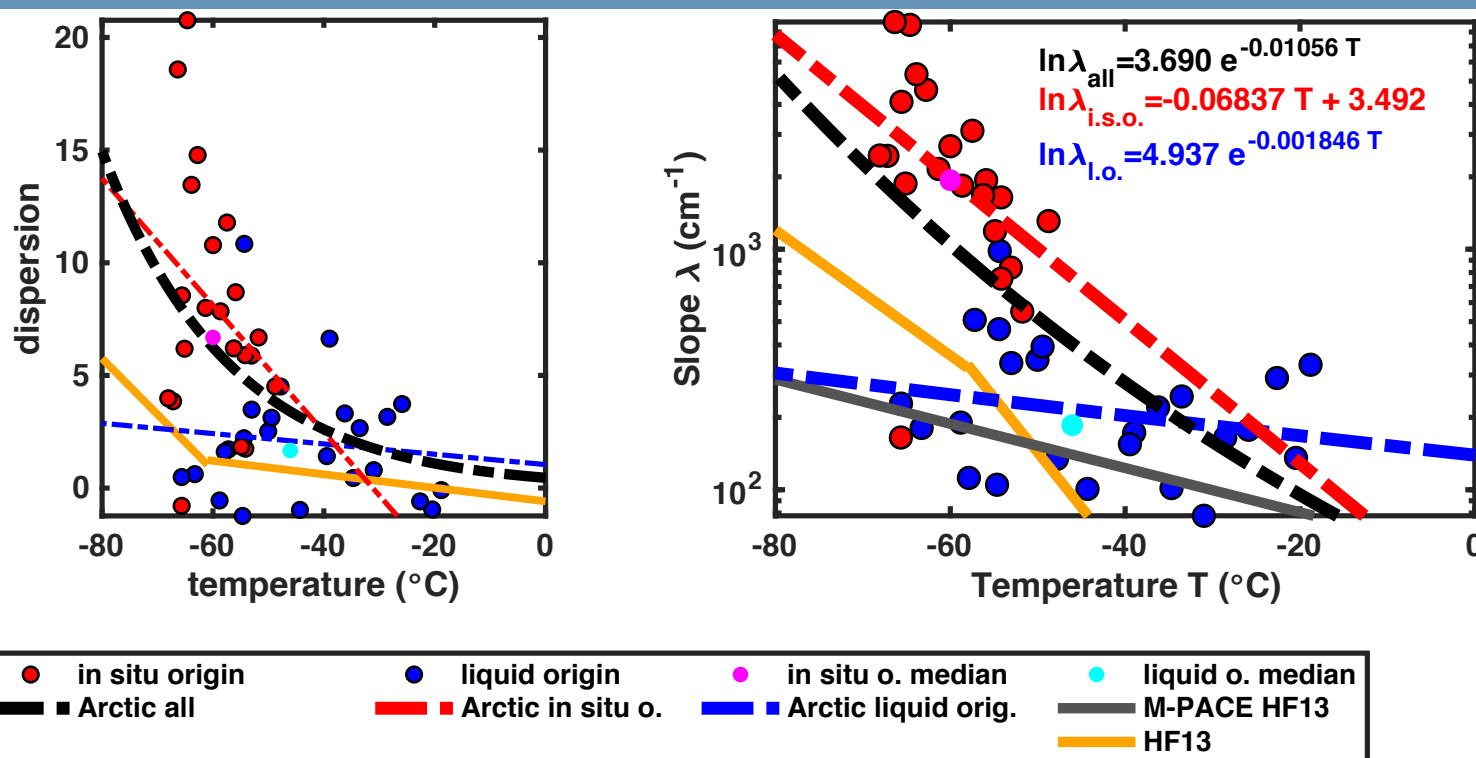 20
15
10
5
0
dispersion
-80 -60 -40 -20 0
temperature (°C)
lnλall=3.690 e-0.01056 T
lnλi.s.o.=-0.06837 T + 3.492
lnλl.o.=4.937 e-0.001846 T
10³
10²
Slope λ (cm⁻¹)
-80 -60 -40 -20 0
Temperature T (°C)
in situ origin liquid origin in situ o. median liquid o. median
Arctic all Arctic in situ o. Arctic liquid orig. M-PACE HF13
HF13